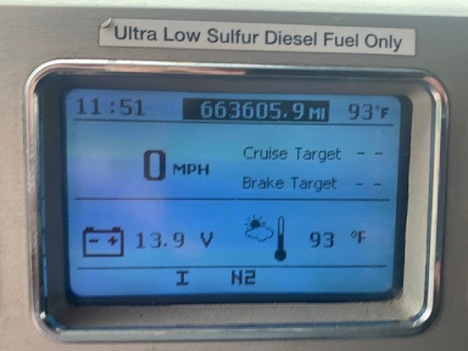 Ultra Low Sulfur Diesel Fuel Only
11:51 663605.9 MI 93°F
0 MPH
Cruise Target - -
Brake Target - -
- + 13.9 V 93 °F
I N2